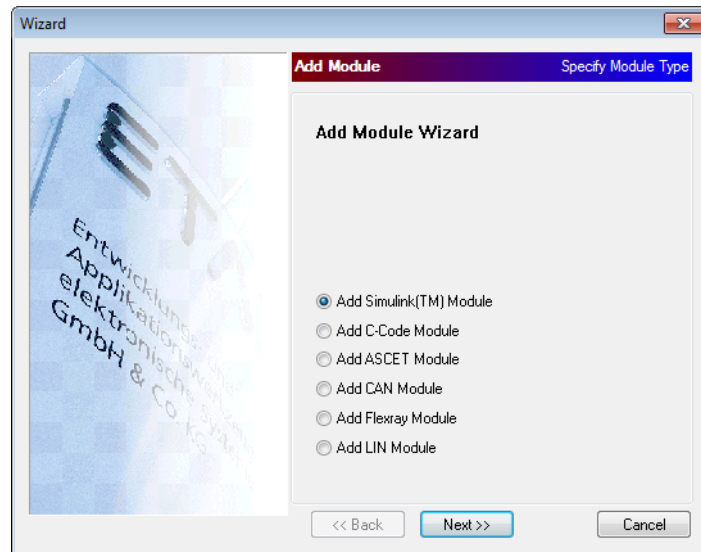 Wizard
ETA
Entwicklungs- und
Applikationswerkzeuge
elektronische Systeme
GmbH & Co KG
Add Module
Specify Module Type
Add Module Wizard
Add Simulink(TM) Module
Add C-Code Module
Add ASCET Module
Add CAN Module
Add Flexray Module
Add LIN Module
<< Back
Next >>
Cancel